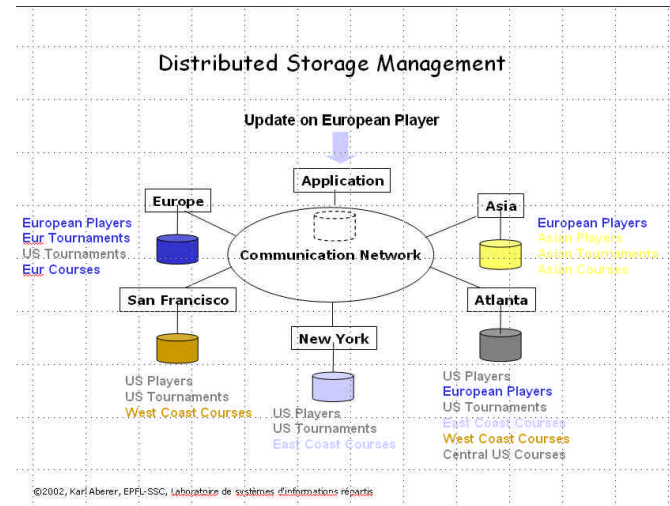 Distributed Storage Management
Update on European Player
Application
Europe
European Players
Eur Tournaments
US Tournaments
Eur Courses
Asia
European Players
Asian Players
Asian Tournaments
Asian Courses
Communication Network
San Francisco
US Players
US Tournaments
West Coast Courses
New York
US Players
US Tournaments
East Coast Courses
Atlanta
US Players
European Players
US Tournaments
East Coast Courses
West Coast Courses
Central US Courses
©2002, Karl Aberer, EPFL-SSC, Laboratoire de systèmes d'informations répartis